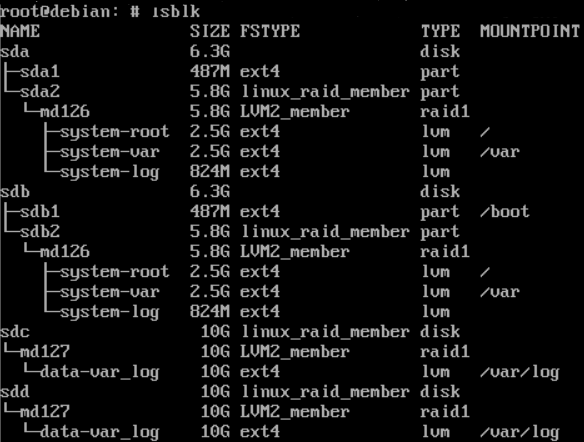 root@debian: # lsblk
NAME SIZE FSTYPE TYPE MOUNTPOINT
sda 6.3G disk
├─sda1 487M ext4 part
└─sda2 5.8G linux_raid_member part
└─md126 5.8G LVM2_member raid1
├─system-root 2.5G ext4 lvm /
├─system-var 2.5G ext4 lvm /var
└─system-log 824M ext4 lvm
sdb 6.3G disk
├─sdb1 487M ext4 part /boot
└─sdb2 5.8G linux_raid_member part
└─md126 5.8G LVM2_member raid1
├─system-root 2.5G ext4 lvm /
├─system-var 2.5G ext4 lvm /var
└─system-log 824M ext4 lvm
sdc 10G linux_raid_member disk
└─md127 10G LVM2_member raid1
└─data-var_log 10G ext4 lvm /var/log
sdd 10G linux_raid_member disk
└─md127 10G LVM2_member raid1
└─data-var_log 10G ext4 lvm /var/log